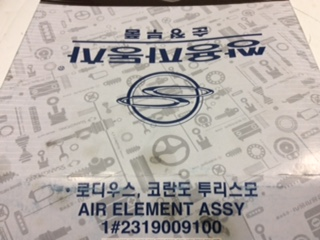 쌍용자동차
순정부품
· 로디우스, 코란도 투리스모
AIR ELEMENT ASSY
1#2319009100